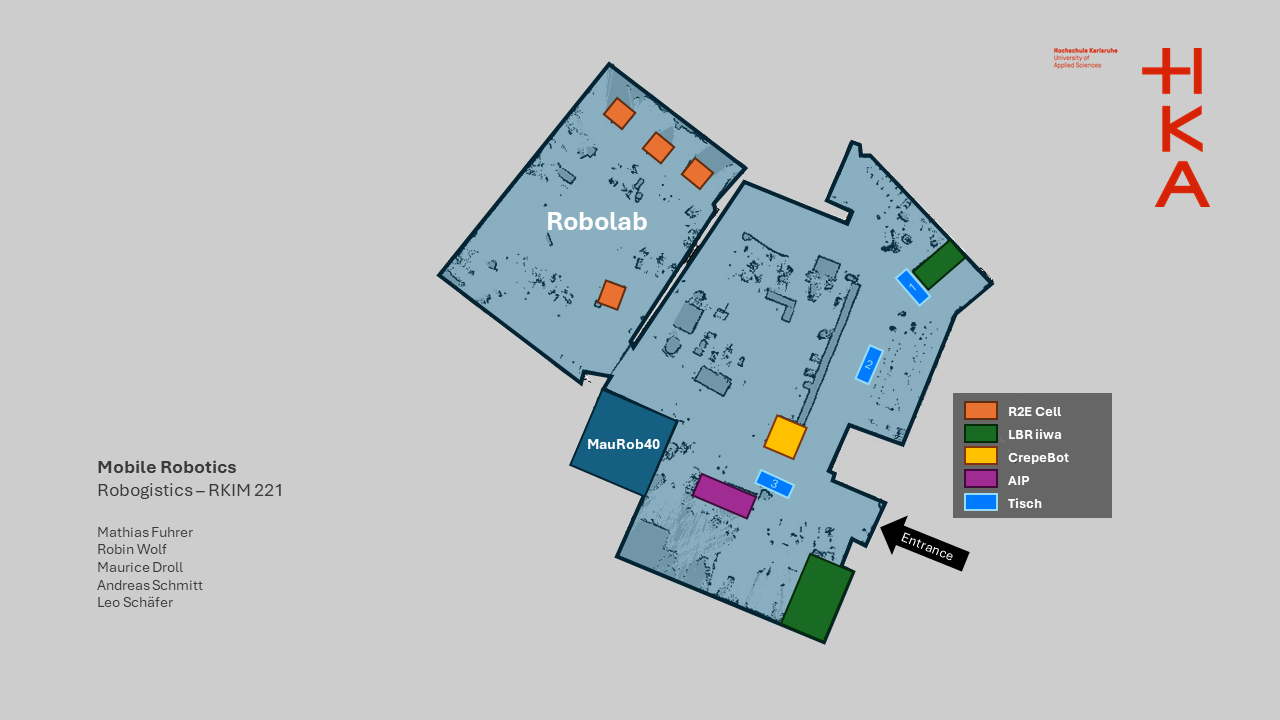 Hochschule Karlsruhe
University of
Applied Sciences
HKA
Robolab
1
2
MauRob40
3
Entrance
R2E Cell
LBR iiwa
CrepeBot
AIP
Tisch
Mobile Robotics
Robogistics – RKIM 221
Mathias Fuhrer
Robin Wolf
Maurice Droll
Andreas Schmitt
Leo Schäfer